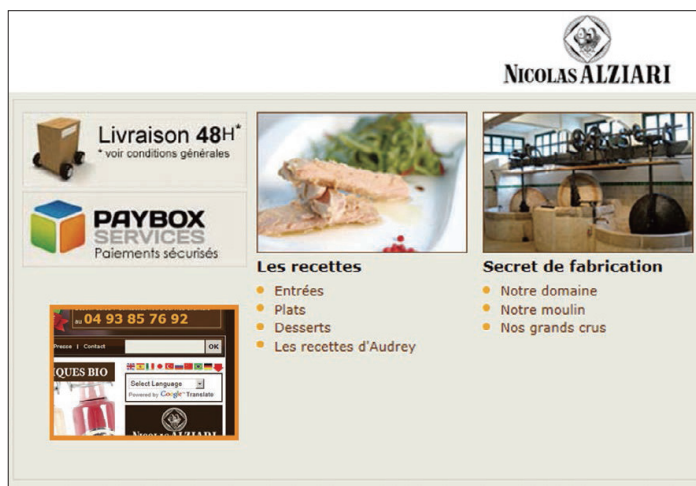 NICOLAS ALZIARI
Livraison 48H*
* voir conditions générales
PAYBOX
SERVICES
Paiements sécurisés
Les recettes
Entrées
Plats
Desserts
Les recettes d'Audrey
Secret de fabrication
Notre domaine
Notre moulin
Nos grands crus
au 04 93 85 76 92
Presse | Contact
OK
QUES BIO
Select Language
Powered by Google™ Translate
NICOLAS ALZIARI